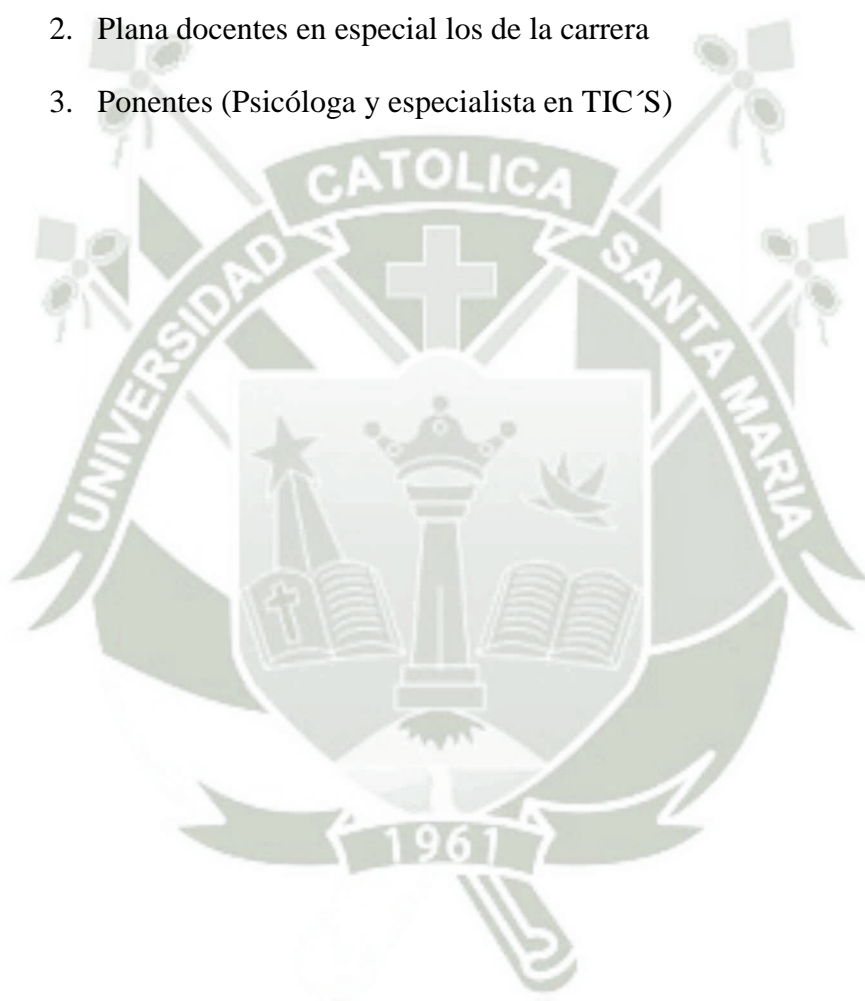 2. Plana docentes en especial los de la carrera
3. Ponentes (Psicóloga y especialista en TIC´S)
UNIVERSIDAD CATOLICA SANTA MARIA
1961